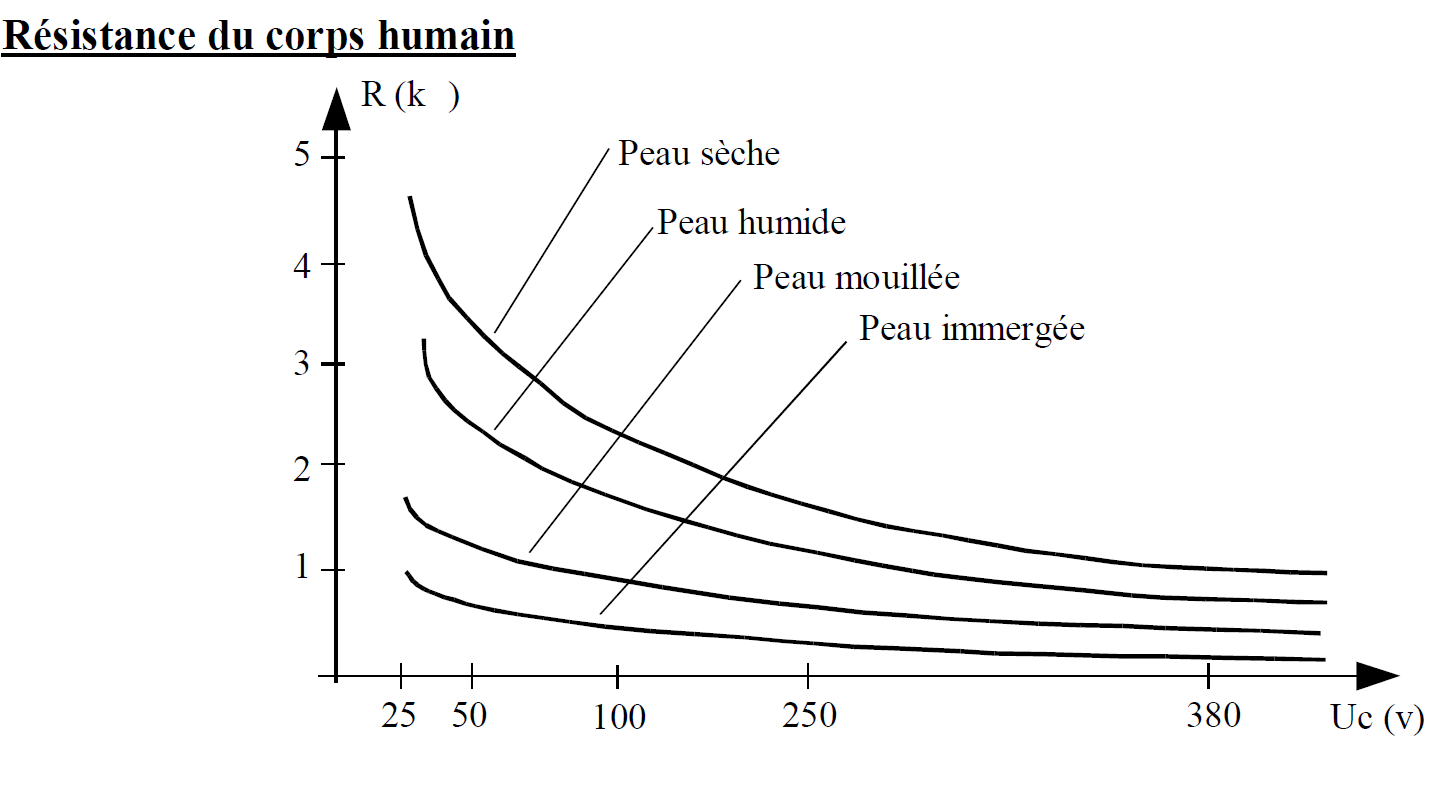 Résistance du corps humain
R (k )
5
Peau sèche
Peau humide
4
Peau mouillée
Peau immergée
3
2
1
25 50 100 250 380 Uc (v)